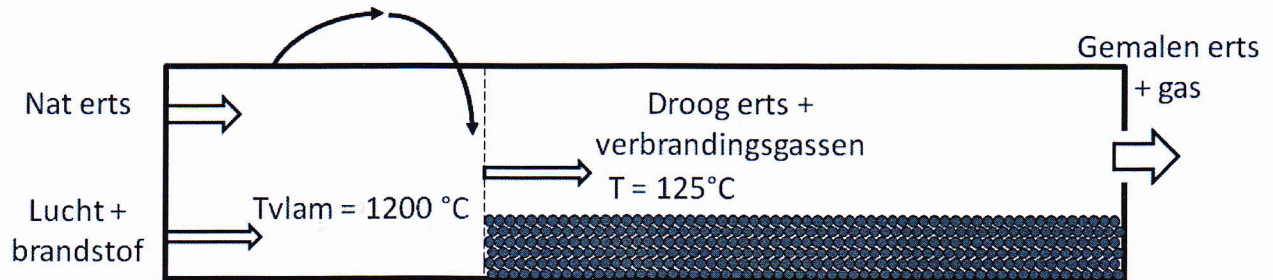 Nat erts
Lucht +
brandstof
Tvlam = 1200 °C
Droog erts +
verbrandingsgassen
T = 125°C
Gemalen erts
+ gas